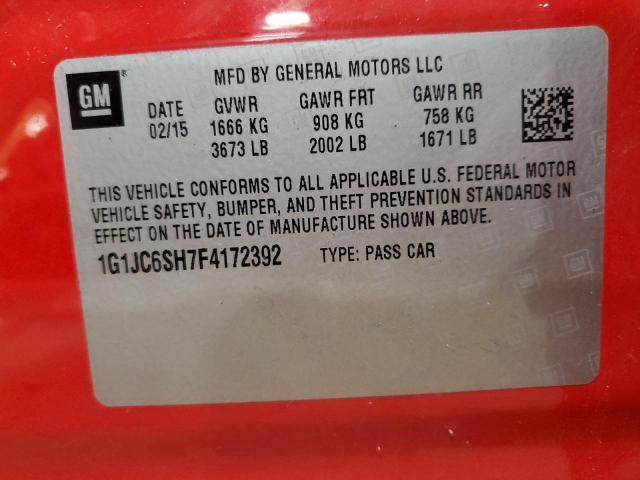 GM
MFD BY GENERAL MOTORS LLC
DATE GVWR GAWR FRT GAWR RR
02/15 1666 KG 908 KG 758 KG
3673 LB 2002 LB 1671 LB
THIS VEHICLE CONFORMS TO ALL APPLICABLE U.S. FEDERAL MOTOR
VEHICLE SAFETY, BUMPER, AND THEFT PREVENTION STANDARDS IN
EFFECT ON THE DATE OF MANUFACTURE SHOWN ABOVE.
1G1JC6SH7F4172392 TYPE: PASS CAR